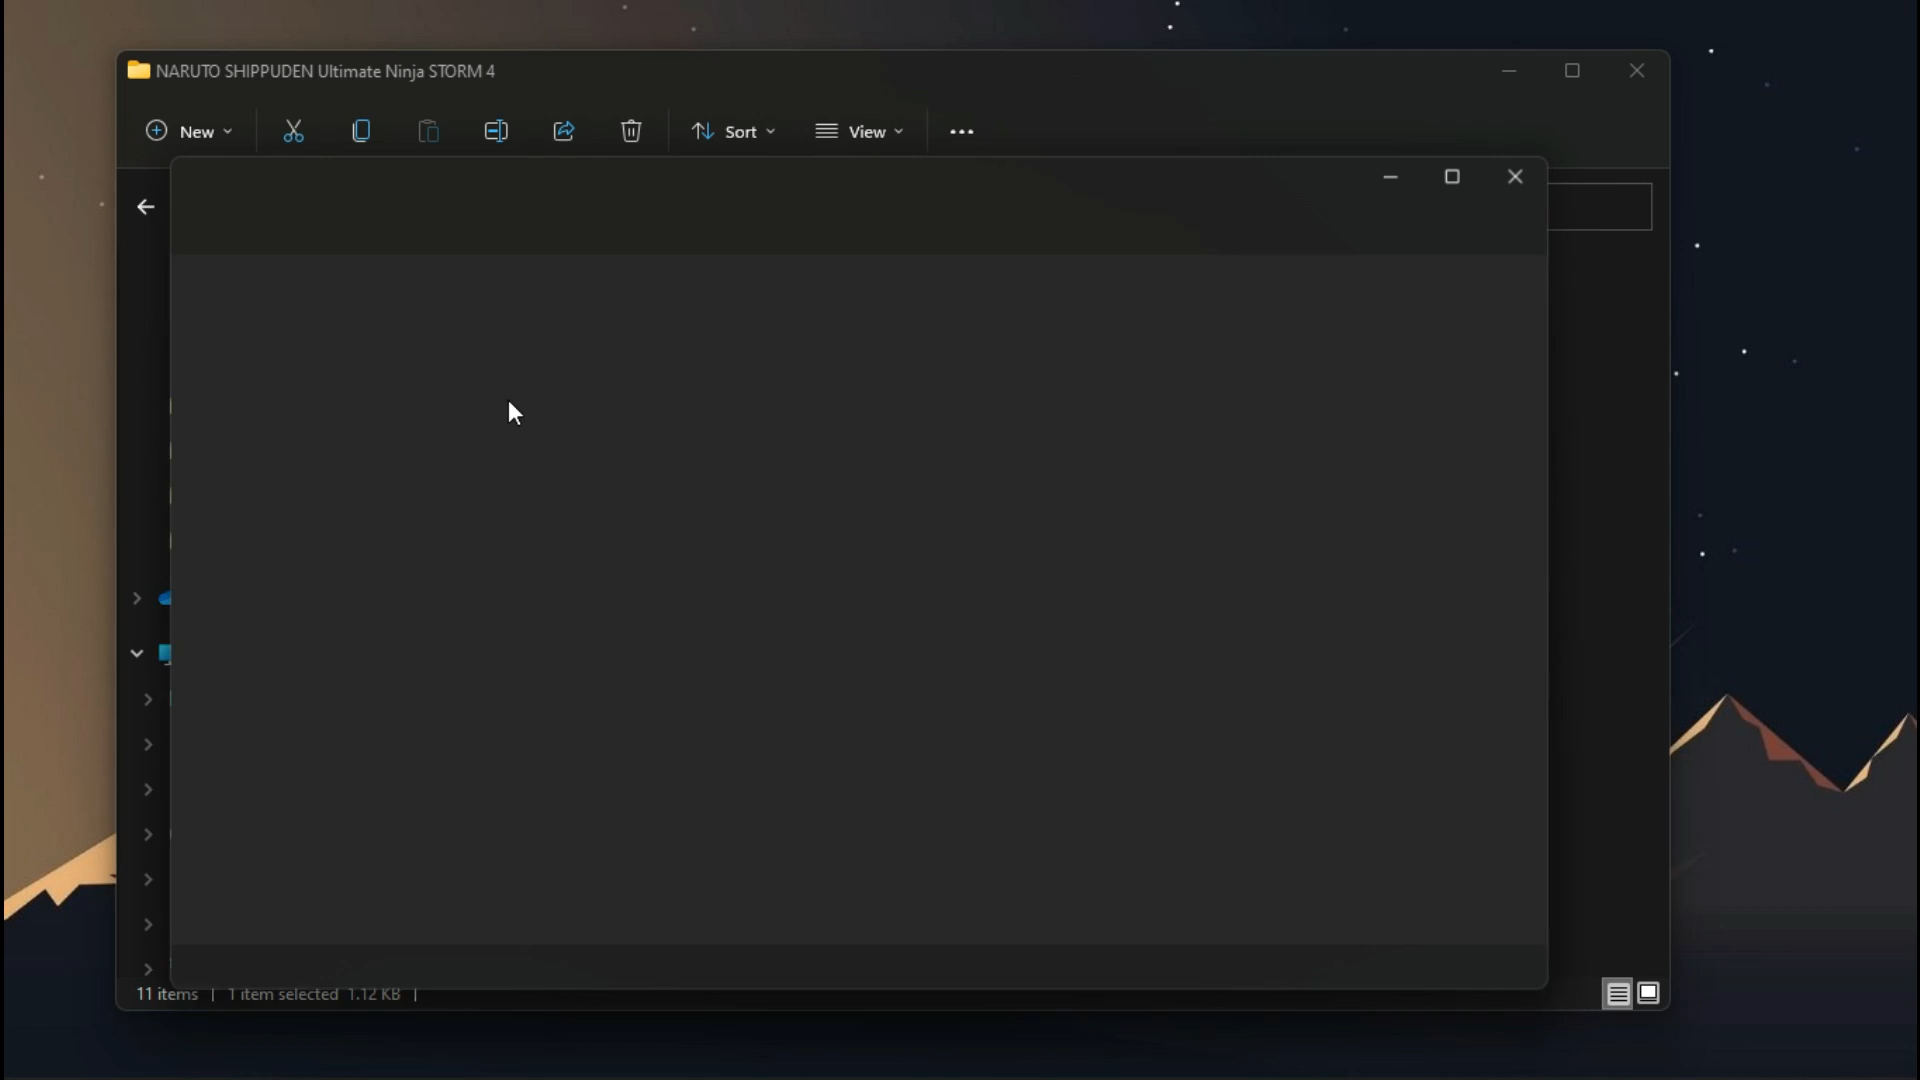 NARUTO SHIPPUDEN Ultimate Ninja STORM 4
New
Sort
View
11 items | 1 item selected 1.12 KB |